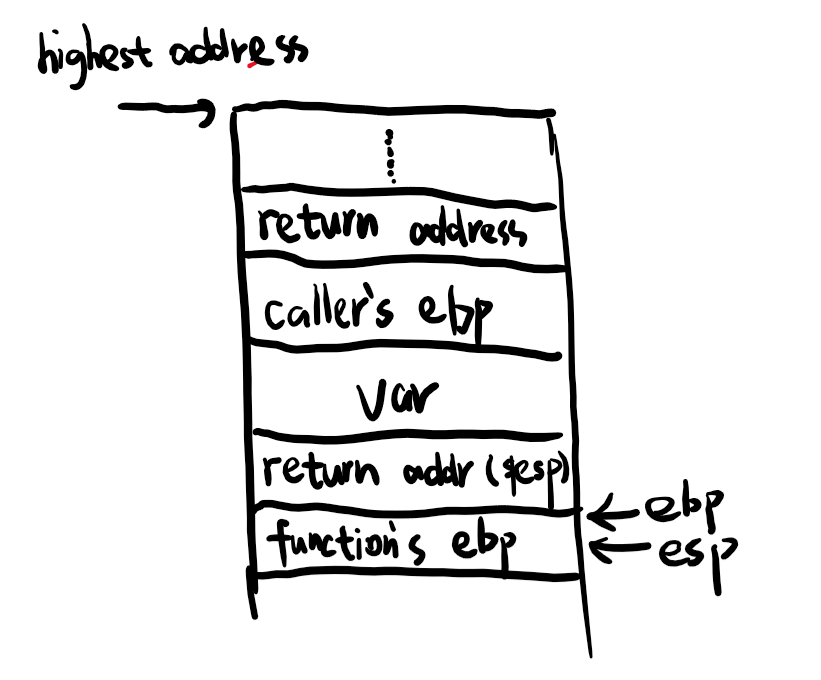 highest address
return address
caller's ebp
var
return addr ($esp)
ebp
function's ebp
esp